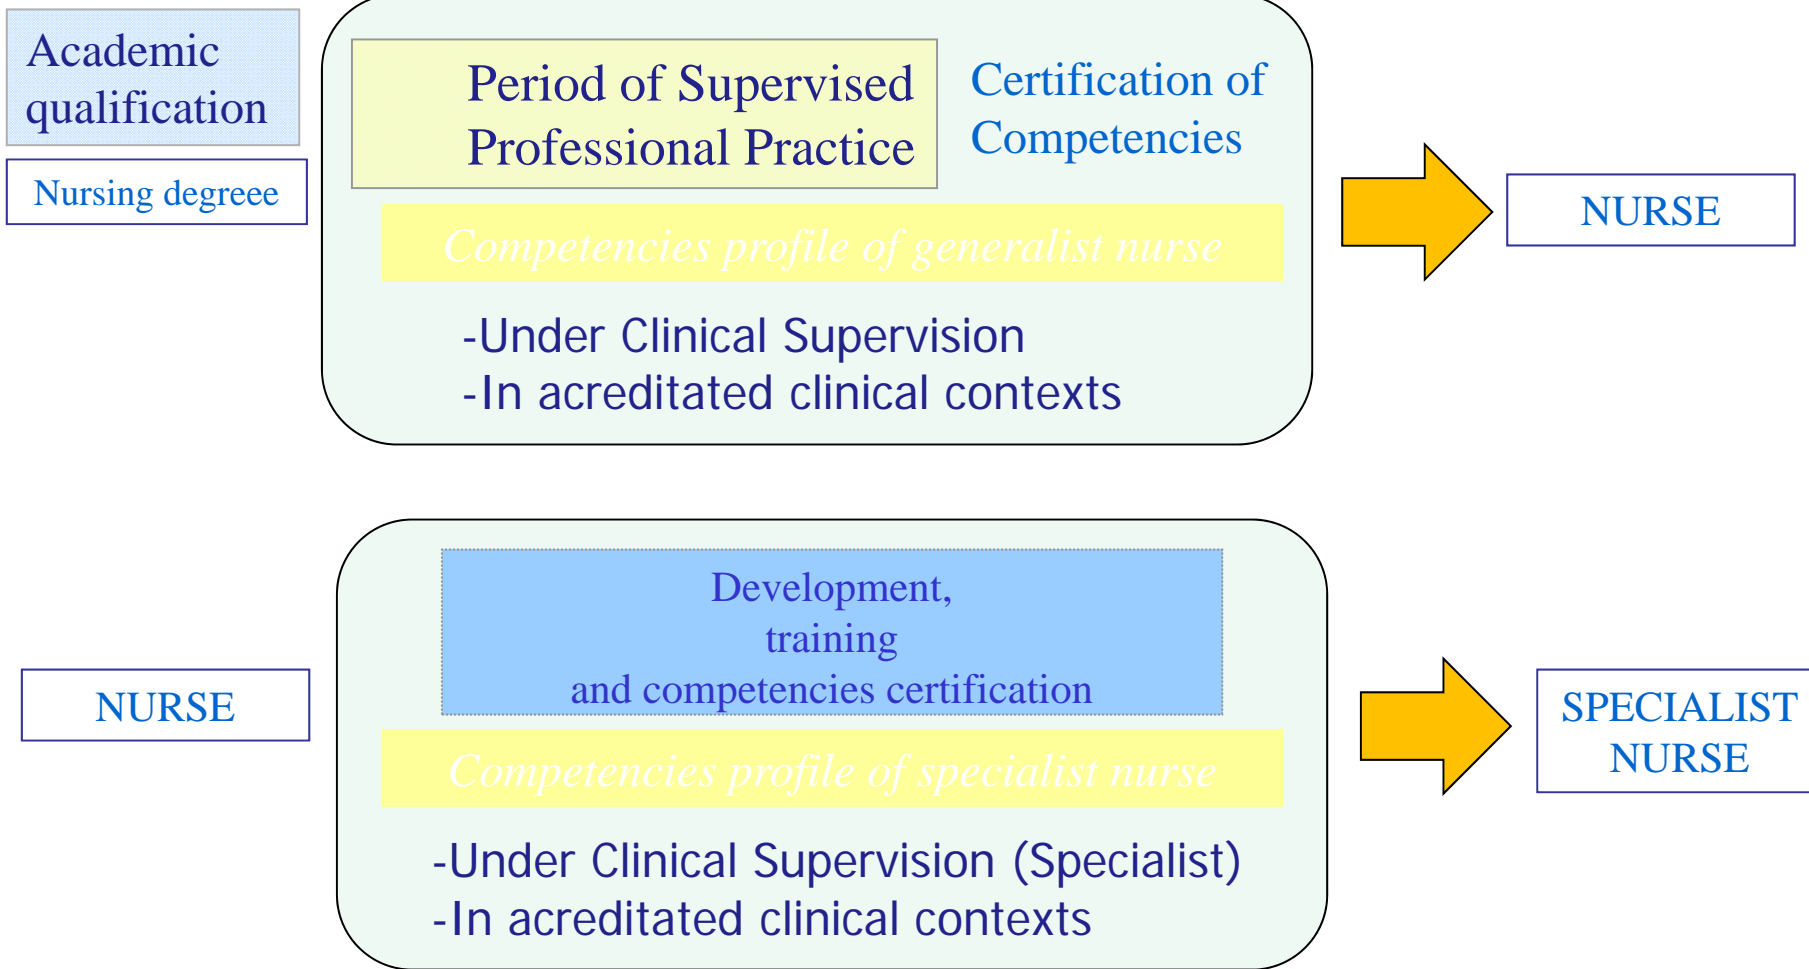 Academic
qualification
Nursing degreee
Period of Supervised
Professional Practice
Certification of
Competencies
Competencies profile of generalist nurse
-Under Clinical Supervision
-In acreditated clinical contexts
NURSE
NURSE
Development,
training
and competencies certification
Competencies profile of specialist nurse
-Under Clinical Supervision (Specialist)
-In acreditated clinical contexts
SPECIALIST
NURSE